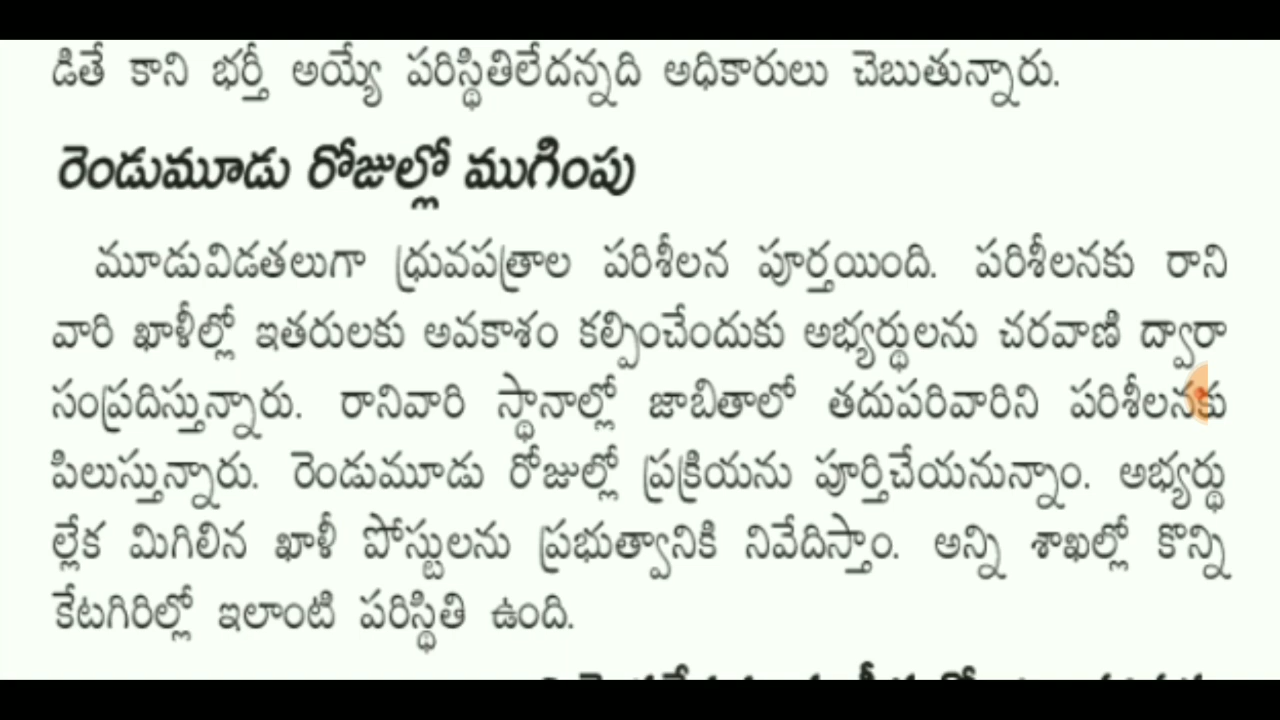 డితే కాని భర్తీ అయ్యే పరిస్థితిలేదన్నది అధికారులు చెబుతున్నారు.
రెండుమూడు రోజుల్లో ముగింపు
మూడువిడతలుగా ధ్రువపత్రాల పరిశీలన పూర్తయింది. పరిశీలనకు రాని
వారి ఖాళీల్లో ఇతరులకు అవకాశం కల్పించేందుకు అభ్యర్థులను చరవాణి ద్వారా
సంప్రదిస్తున్నారు. రానివారి స్థానాల్లో జాబితాలో తదుపరివారిని పరిశీలనకు
పిలుస్తున్నారు. రెండుమూడు రోజుల్లో ప్రక్రియను పూర్తిచేయనున్నాం. అభ్యర్థు
ల్లేక మిగిలిన ఖాళీ పోస్టులను ప్రభుత్వానికి నివేదిస్తాం. అన్ని శాఖల్లో కొన్ని
కేటగిరిల్లో ఇలాంటి పరిస్థితి ఉంది.